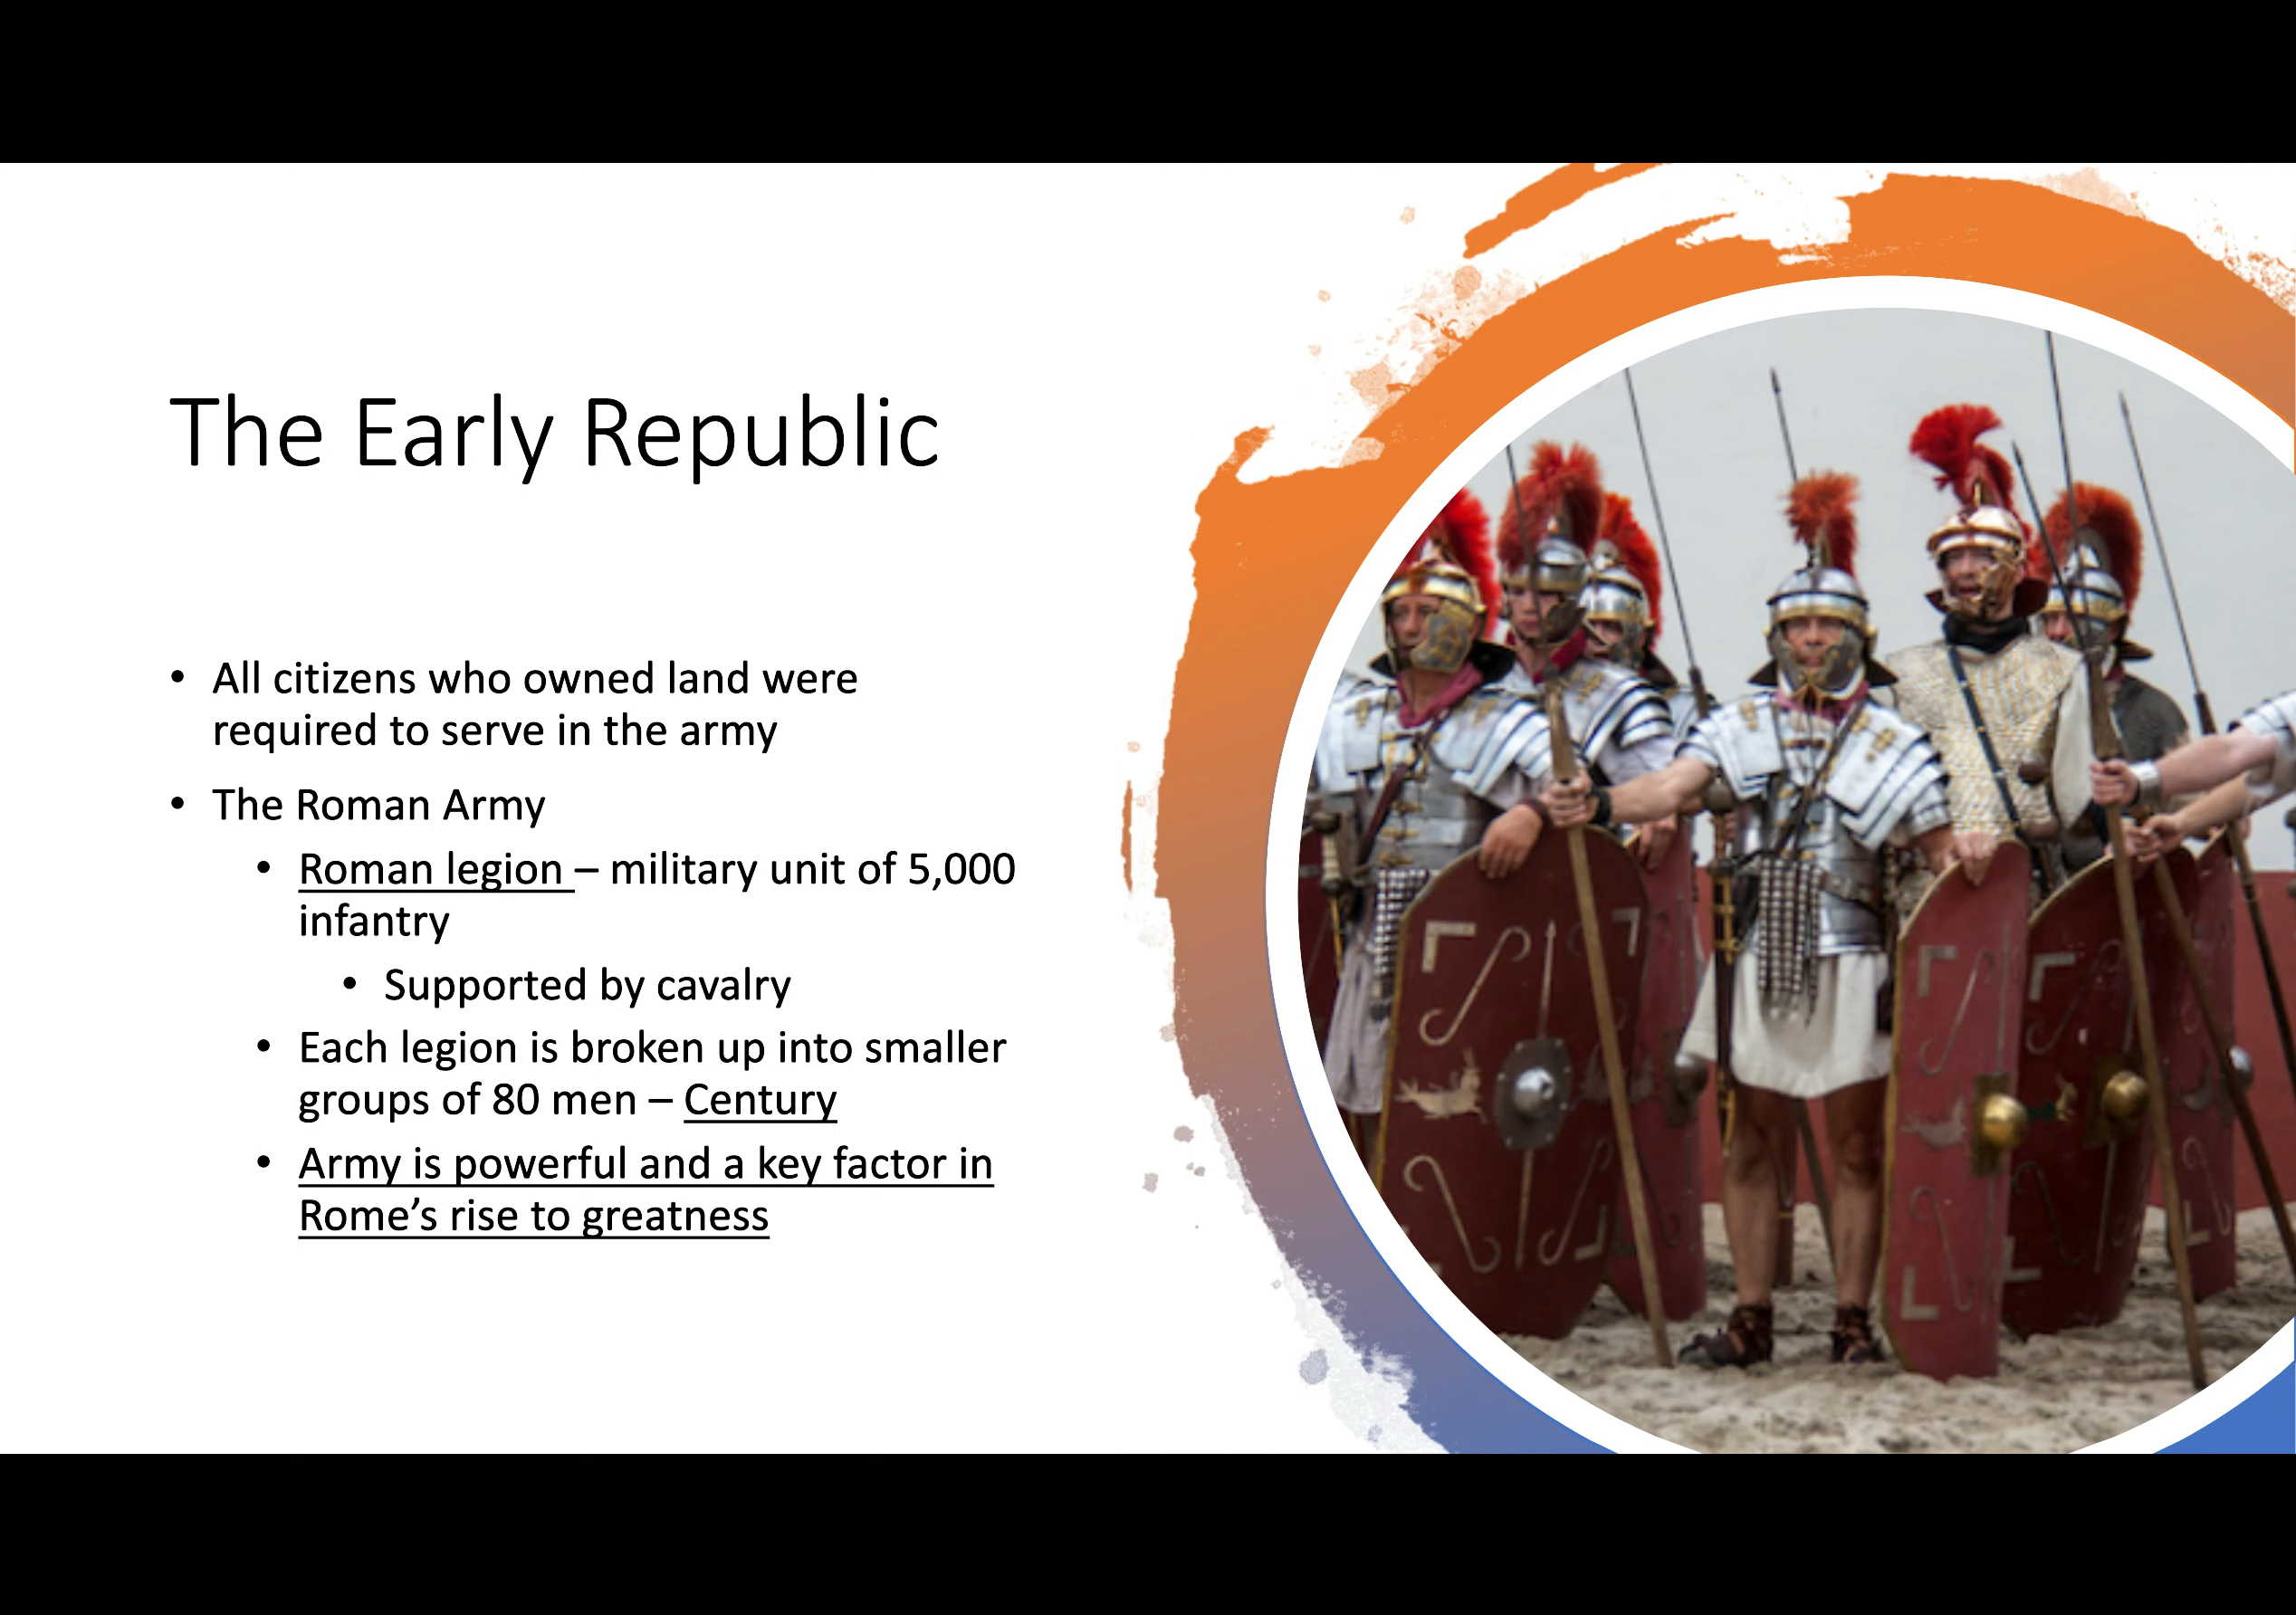 The Early Republic
• All citizens who owned land were
required to serve in the army
• The Roman Army
• Roman legion – military unit of 5,000
infantry
• Supported by cavalry
• Each legion is broken up into smaller
groups of 80 men – Century
• Army is powerful and a key factor in
Rome’s rise to greatness